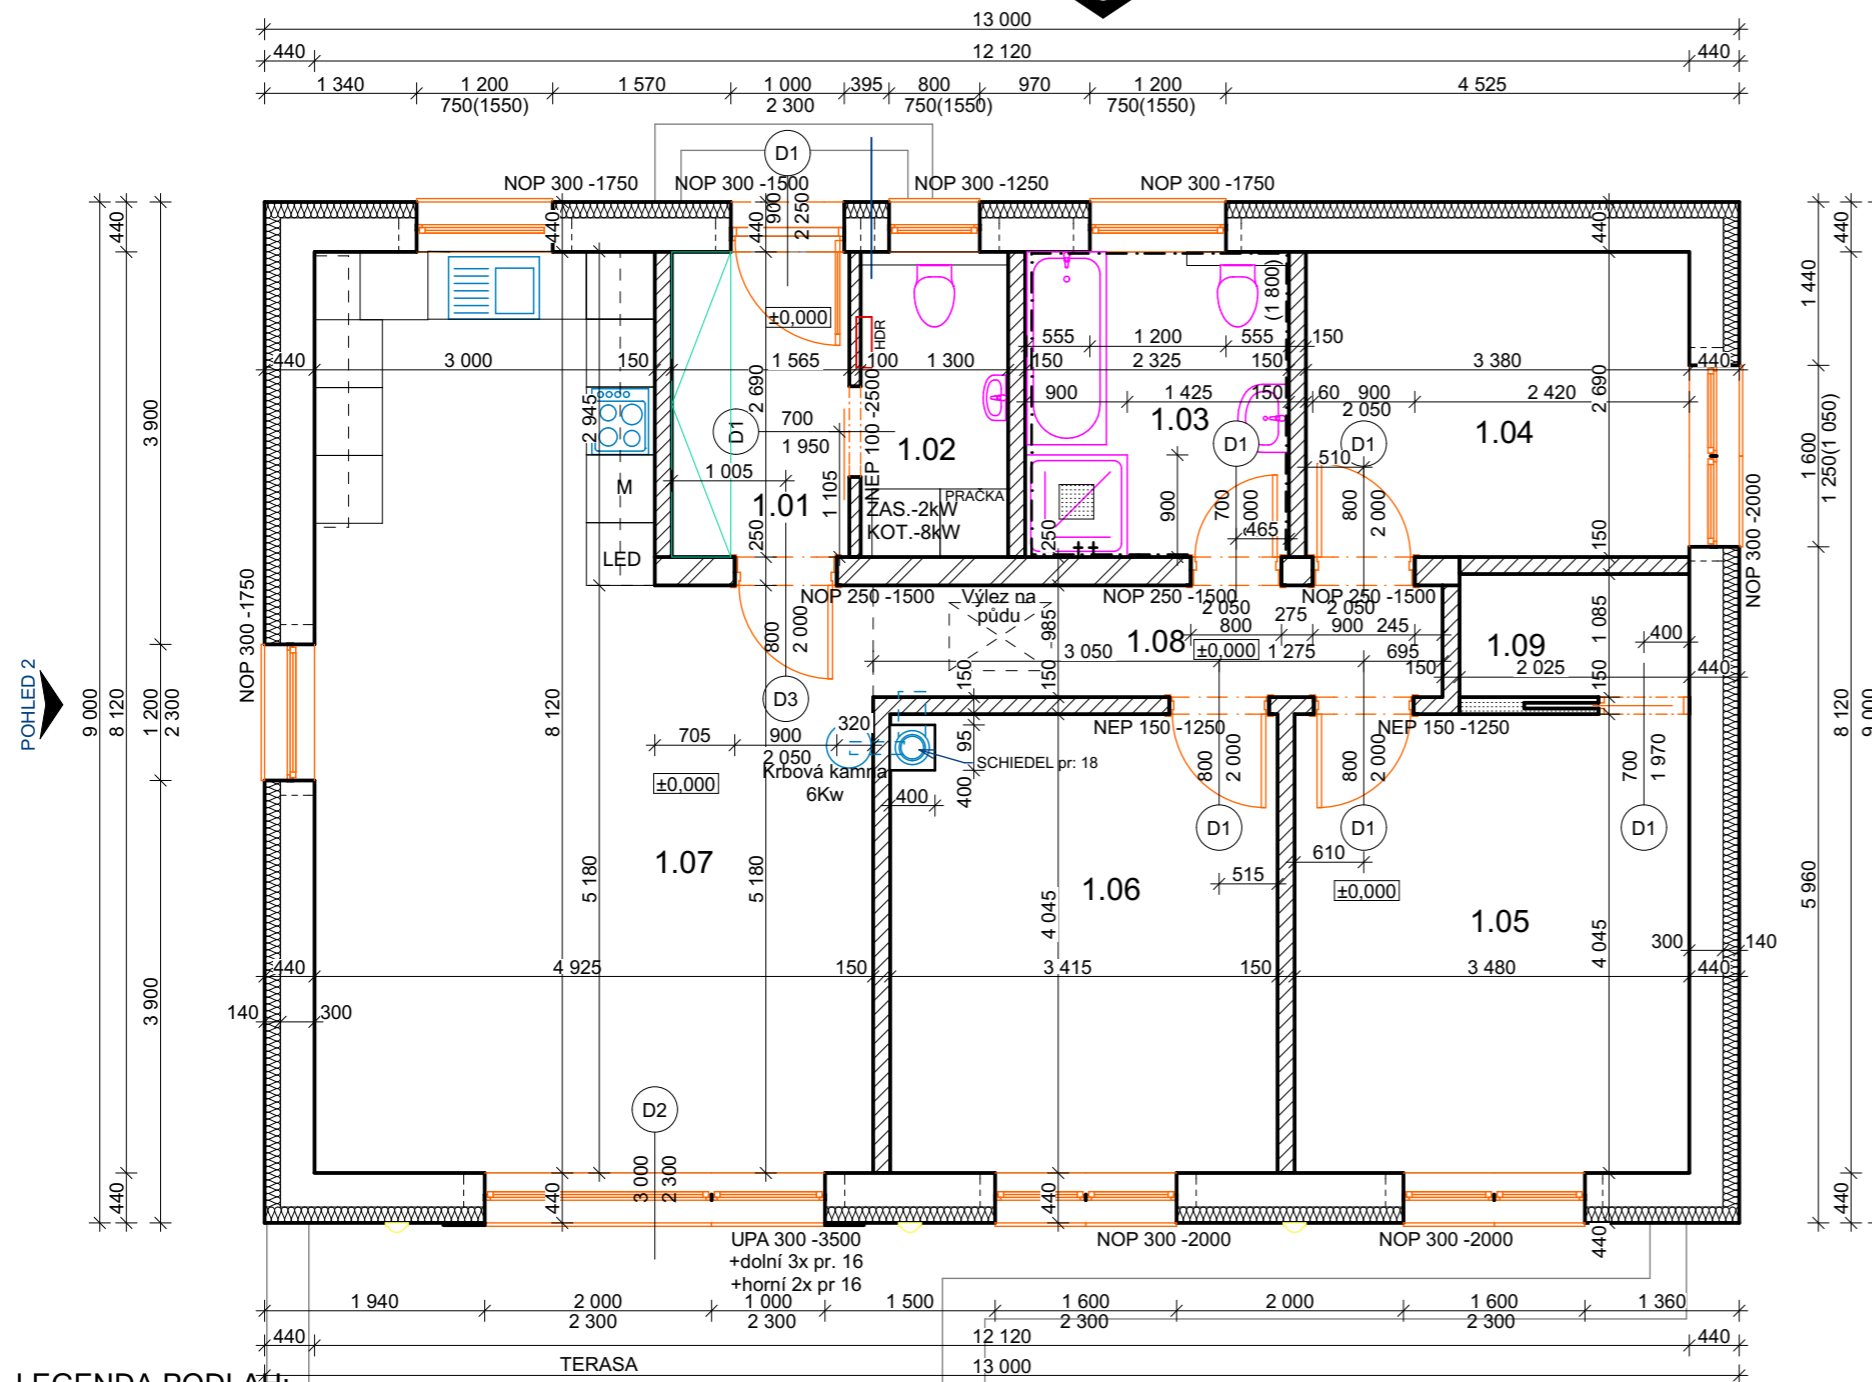 13 000
440 12 120 440
1 340 1 200 1 570 1 000 395 800 970 1 200 4 525
750(1550) 2 300 750(1550) 750(1550)
D1
NOP 300 -1750 NOP 300 -1500 NOP 300 -1250 NOP 300 -1750
900
2 250
440 440 440 440 440 440
±0,000
HDR
(1 800)
555 1 200 555 150
440 3 000 150 1 565 100 1 300 150 2 325 150 3 380 440
2 690 2 690
900 1 425 150 60 900 2 420
2 050
2 945
D1
700
1 950
NEP 100 -2500
1.02
1.03
1.04
D1 D1
510
1 005
1 105
M
1.01
PRAČKA
ZAS.-2kW
KOT.-8kW
LED
250 250 150
900
700
800
2 000
465
1 440
1 600
1 250(1 050)
NOP 300 -2000
3 900
NOP 300 -1750
NOP 250 -1500 NOP 250 -1500 NOP 250 -1500
Výlez na
půdu
985
2 050 275 2 050
800 900 245
1.08
±0,000
3 050 1 275 695
150
1.09
1 085
400
2 025 440
150 150 150
800
2 000
D3
POHLED 2
9 000
8 120
1 200
2 300
8 120
320
705 900
2 050
±0,000
Krbová kamna
6Kw
95
400
400
SCHIEDEL pr: 18
NEP 150 -1250 NEP 150 -1250
800
2 000
800
2 000
700
1 970
8 120
9 000
D1 D1 D1
610
515
±0,000
1.07
1.06
1.05
5 180 5 180
4 045 4 045
5 960
300 140
440 4 925 150 3 415 150 3 480 440
140 300
3 900
D2
3 000
2 300
440 440 440 440 440
UPA 300 -3500
+dolní 3x pr. 16
+horní 2x pr 16
NOP 300 -2000 NOP 300 -2000
1 940 2 000 1 000 1 500 1 600 2 000 1 600 1 360
2 300 2 300 2 300 2 300
440 12 120 440
TERASA
13 000
LEGENDA PODLAH: